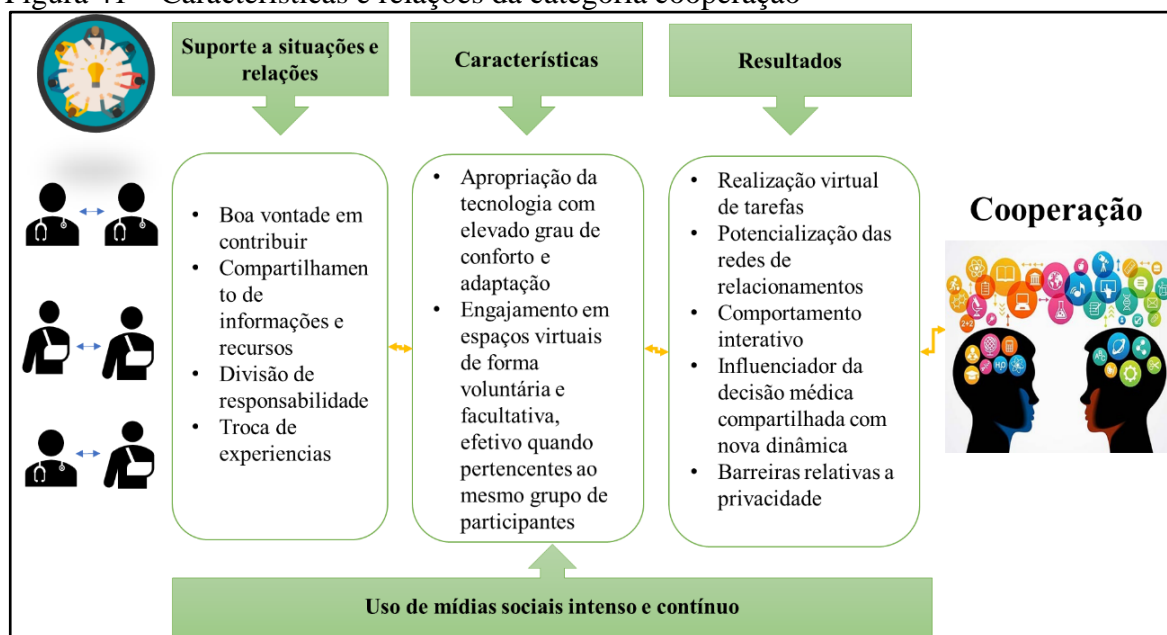 Figura 41 – Características e relações da categoria cooperação
Suporte a situações e
relações
Características
Resultados
• Boa vontade em
contribuir
• Compartilhamen
to de
informações e
recursos
• Divisão de
responsabilidade
• Troca de
experiencias
• Apropriação da
tecnologia com
elevado grau de
conforto e
adaptação
• Engajamento em
espaços virtuais
de forma
voluntária e
facultativa,
efetivo quando
pertencentes ao
mesmo grupo de
participantes
• Realização virtual
de tarefas
• Potencialização das
redes de
relacionamentos
• Comportamento
interativo
• Influenciador da
decisão médica
compartilhada com
nova dinâmica
• Barreiras relativas a
privacidade
Cooperação
2+2
H₂O
Uso de mídias sociais intenso e contínuo